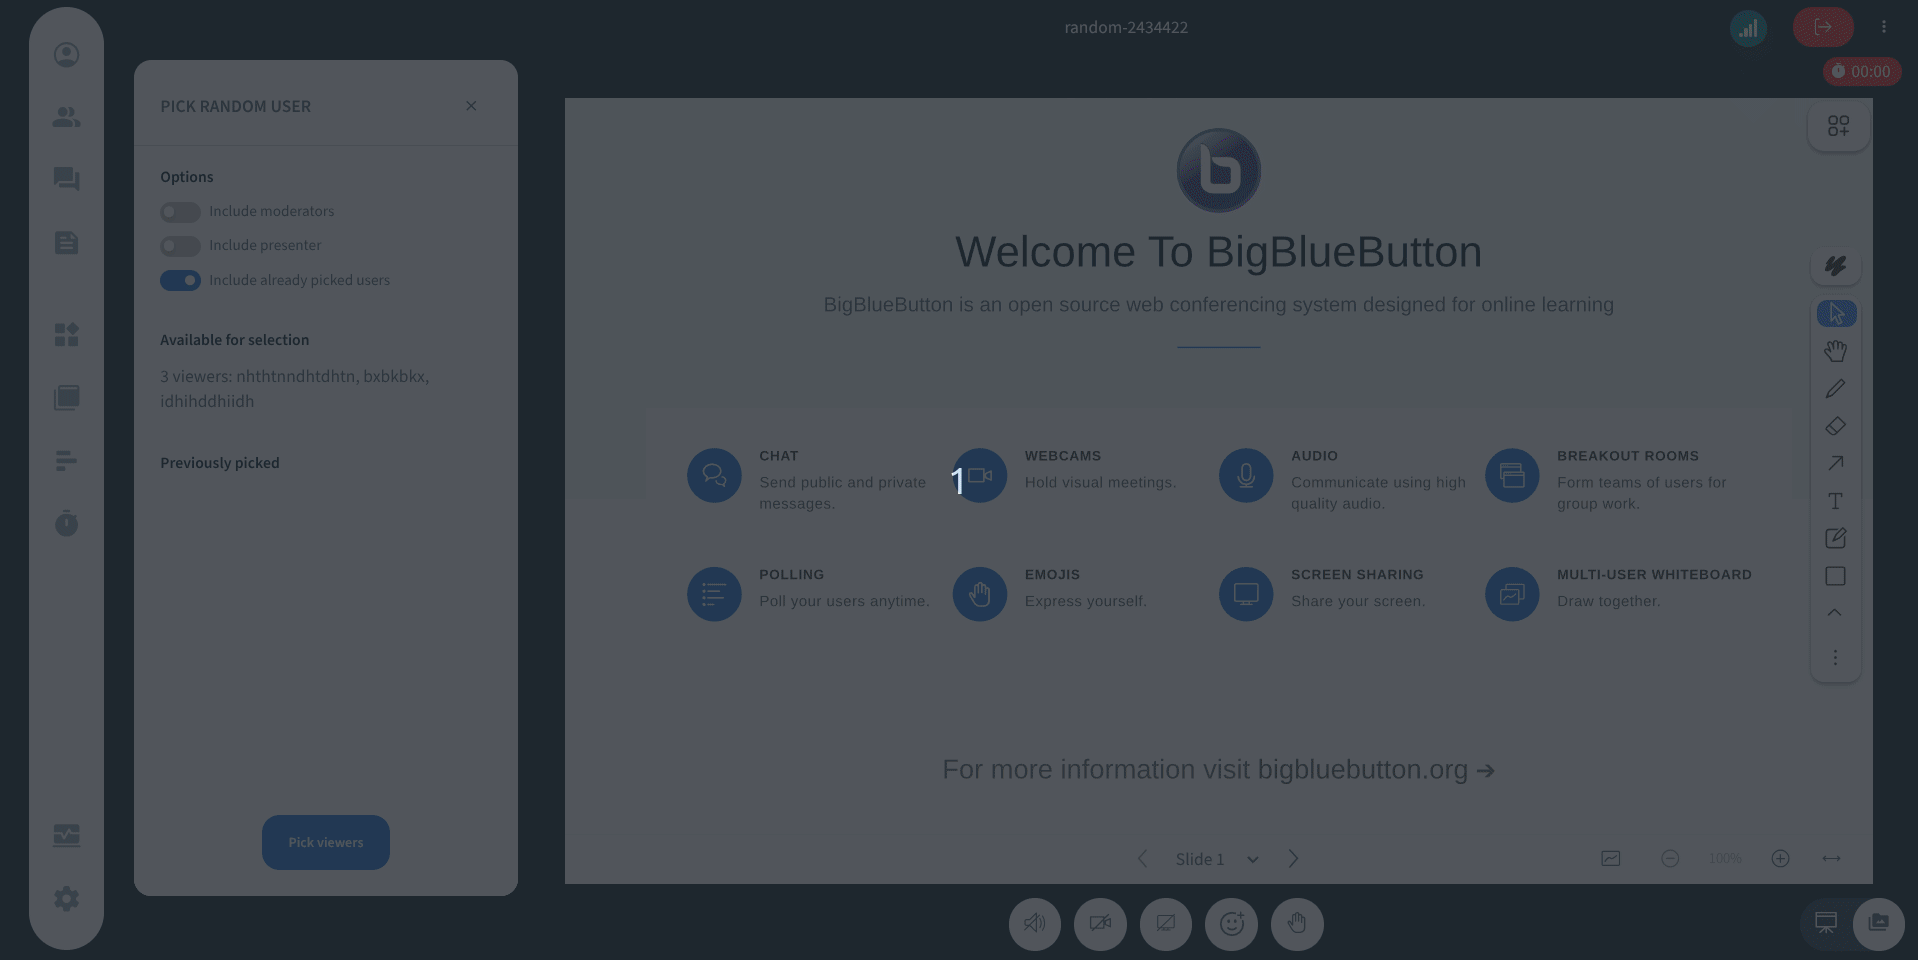 random-2434422
00:00
PICK RANDOM USER
Options
Include moderators
Include presenter
Include already picked users
Available for selection
3 viewers: nhthtnndhtdhtn, bxbkbkx,
idhihddhiidh
Previously picked
Pick viewers
Welcome To BigBlueButton
BigBlueButton is an open source web conferencing system designed for online learning
CHAT
Send public and private
messages.
WEBCAMS
Hold visual meetings.
AUDIO
Communicate using high
quality audio.
BREAKOUT ROOMS
Form teams of users for
group work.
1
POLLING
Poll your users anytime.
EMOJIS
Express yourself.
SCREEN SHARING
Share your screen.
MULTI-USER WHITEBOARD
Draw together.
For more information visit bigbluebutton.org →
Slide 1
100%